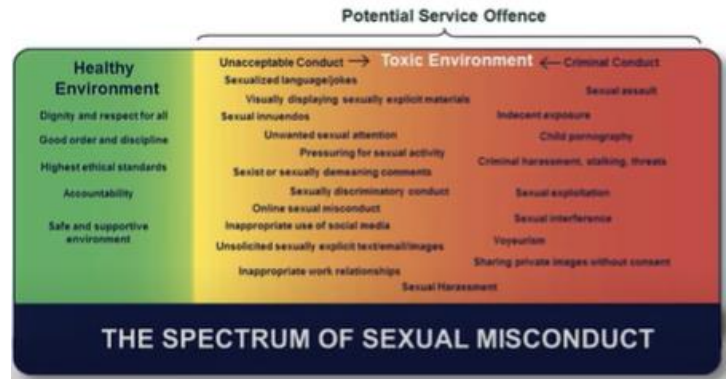 Potential Service Offence
Healthy
Environment
Dignity and respect for all
Good order and discipline
Highest ethical standards
Accountability
Safe and supportive
environment
Unacceptable Conduct → Toxic Environment ← Criminal Conduct
Sexualized language/jokes
Visually displaying sexually explicit materials
Sexual innuendos
Unwanted sexual attention
Pressuring for sexual activity
Sexist or sexually demeaning comments
Sexually discriminatory conduct
Online sexual misconduct
Inappropriate use of social media
Unsolicited sexually explicit text/email/images
Inappropriate work relationships
Sexual Harassment
Sexual assault
Indecent exposure
Child pornography
Criminal harassment, stalking, threats
Sexual exploitation
Sexual interference
Voyeurism
Sharing private images without consent
THE SPECTRUM OF SEXUAL MISCONDUCT